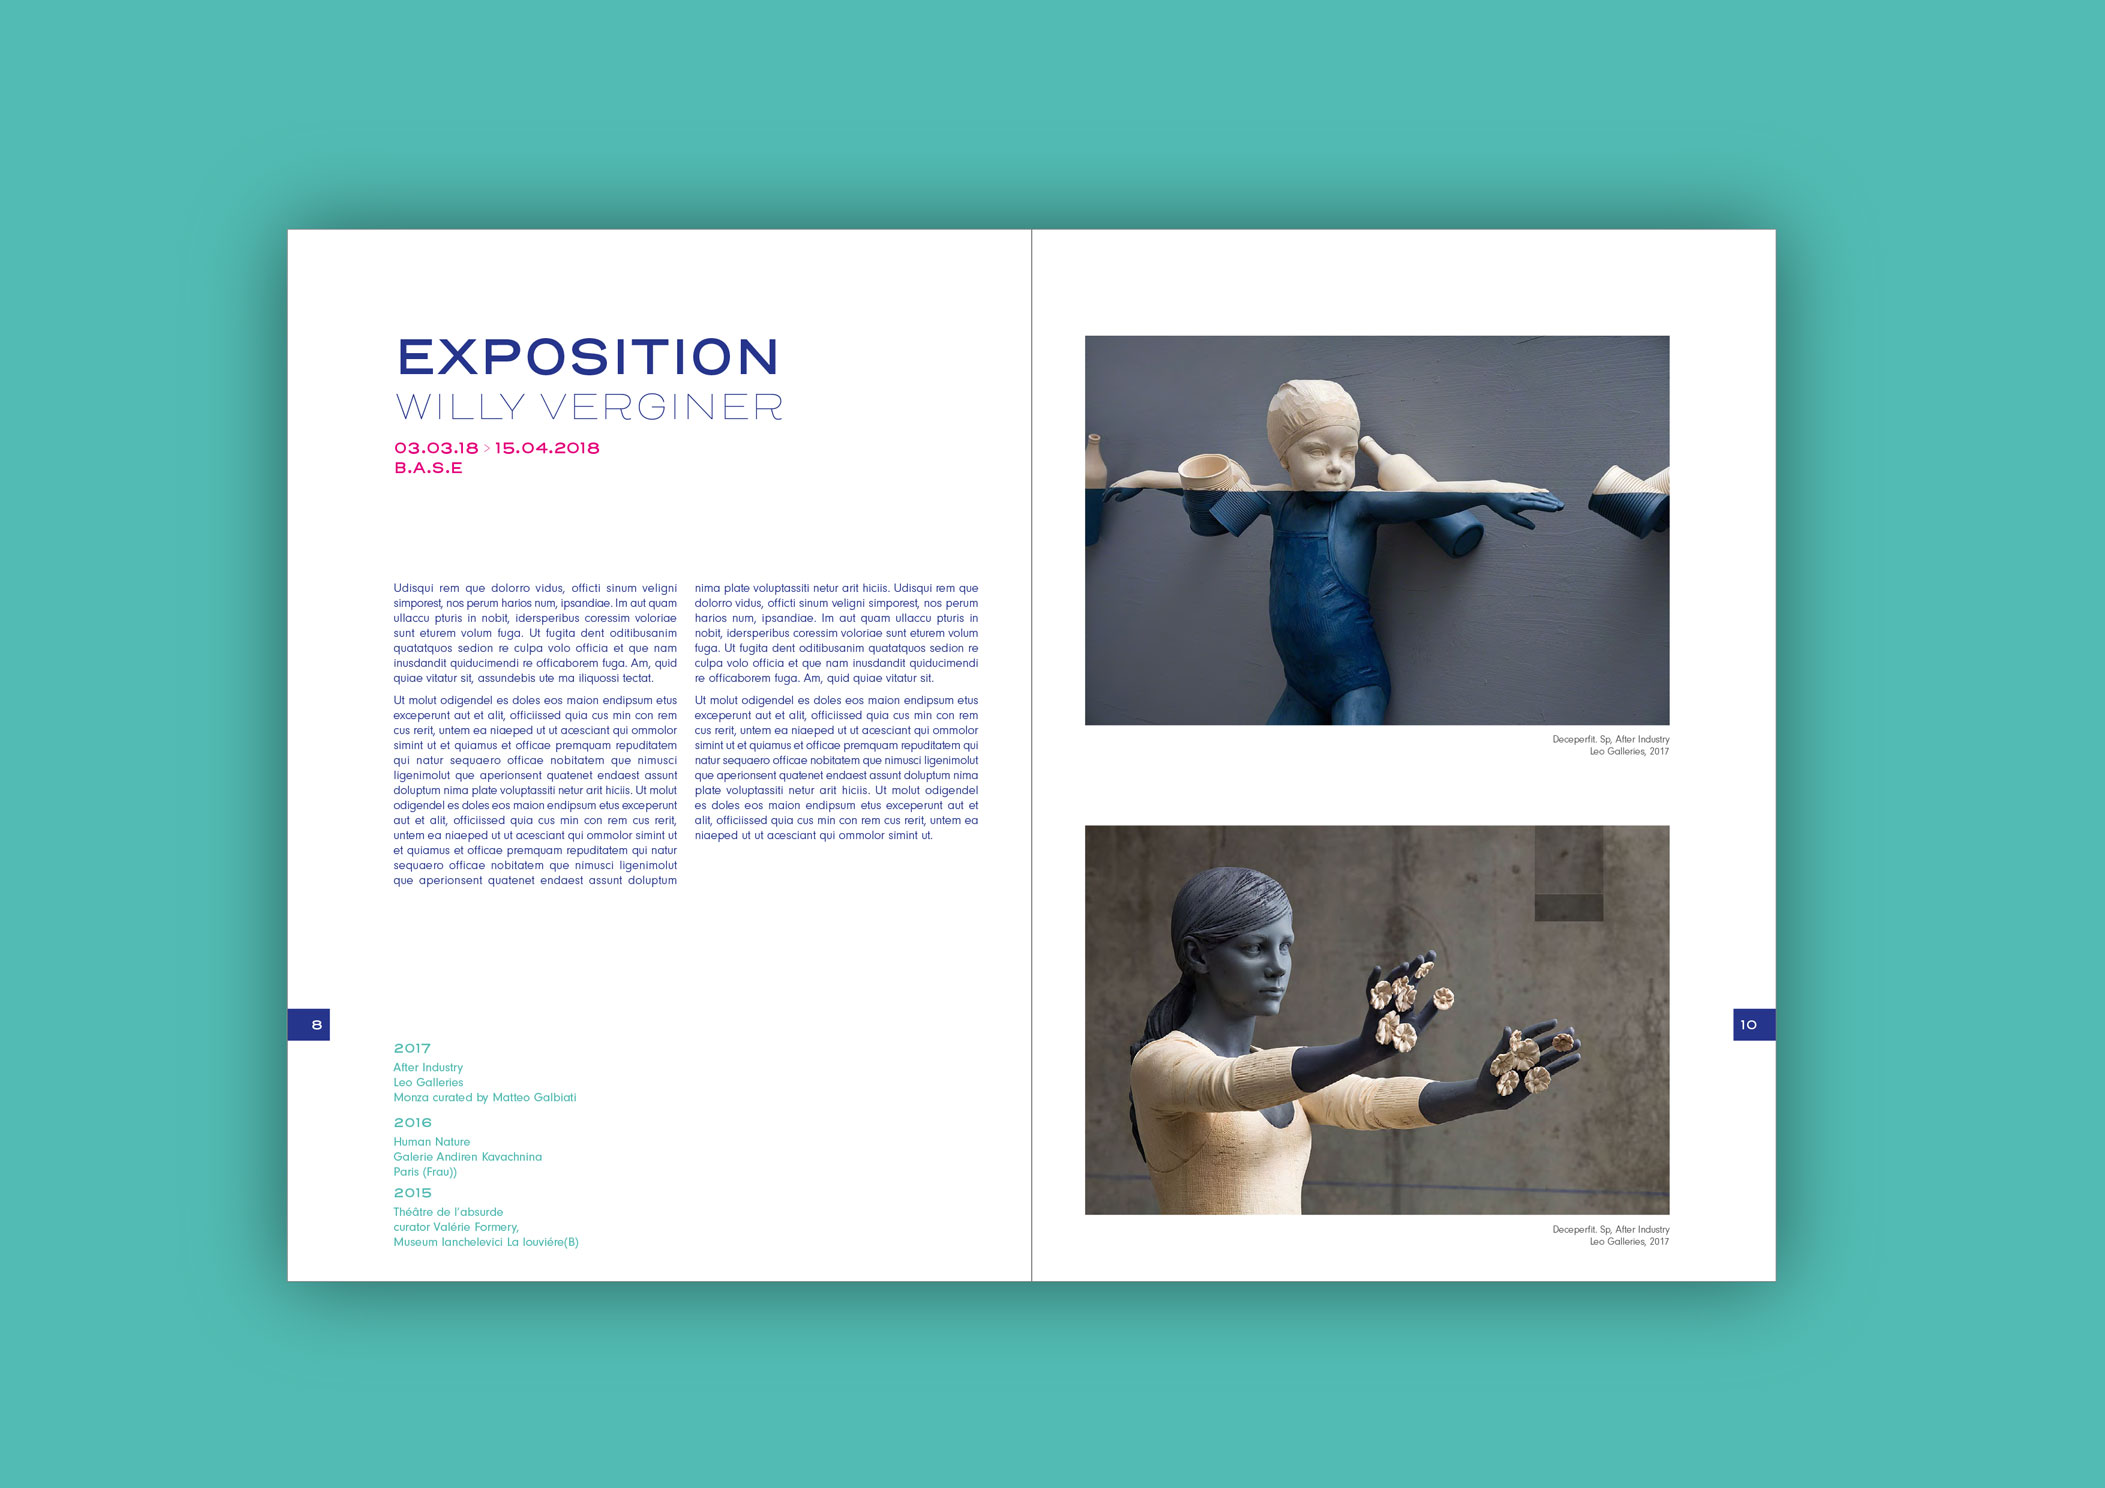 EXPOSITION
WILLY VERGINER
03.03.18 > 15.04.2018
B.A.S.E
Udisqui rem que dolorro vidus, officti sinum veligni
simporest, nos perum harios num, ipsandiae. Im aut quam
ullaccu pturis in nobit, idersperibus coressim voloriae
sunt eturem volum fuga. Ut fugita dent oditibusanim
quatatquos sedion re culpa volo officia et que nam
inusdandit quiducimendi re officaborem fuga. Am, quid
quiae vitatur sit, assundebis ute ma iliquossi tectat.
Ut molut odigendel es doles eos maion endipsum etus
exceperunt aut et alit, officiissed quia cus min con rem
cus rerit, untem ea niaeped ut ut acesciant qui ommolor
simint ut et quiamus et officae premquam repuditatem
qui natur sequaero officae nobitatem que nimusci
ligenimolut que aperionsent quatenet endaest assunt
doluptum nima plate voluptassiti netur arit hiciis. Ut molut
odigendel es doles eos maion endipsum etus exceperunt
aut et alit, officiissed quia cus min con rem cus rerit,
untem ea niaeped ut ut acesciant qui ommolor simint ut
et quiamus et officae premquam repuditatem qui natur
sequaero officae nobitatem que nimusci ligenimolut
que aperionsent quatenet endaest assunt doluptum
nima plate voluptassiti netur arit hiciis. Udisqui rem que
dolorro vidus, officti sinum veligni simporest, nos perum
harios num, ipsandiae. Im aut quam ullaccu pturis in
nobit, idersperibus coressim voloriae sunt eturem volum
fuga. Ut fugita dent oditibusanim quatatquos sedion re
culpa volo officia et que nam inusdandit quiducimendi
re officaborem fuga. Am, quid quiae vitatur sit.
Ut molut odigendel es doles eos maion endipsum etus
exceperunt aut et alit, officiissed quia cus min con rem
cus rerit, untem ea niaeped ut ut acesciant qui ommolor
simint ut et quiamus et officae premquam repuditatem qui
natur sequaero officae nobitatem que nimusci ligenimolut
que aperionsent quatenet endaest assunt doluptum nima
plate voluptassiti netur arit hiciis. Ut molut odigendel
es doles eos maion endipsum etus exceperunt aut et
alit, officiissed quia cus min con rem cus rerit, untem ea
niaeped ut ut acesciant qui ommolor simint ut.
8
2017
After Industry
Leo Galleries
Monza curated by Matteo Galbiati
2016
Human Nature
Galerie Andiren Kavachnina
Paris (Frau))
2015
Théâtre de l'absurde
curator Valérie Formery,
Museum Ianchelevici La louviére(B)
Deceperfit. Sp, After Industry
Leo Galleries, 2017
10
Deceperfit. Sp, After Industry
Leo Galleries, 2017